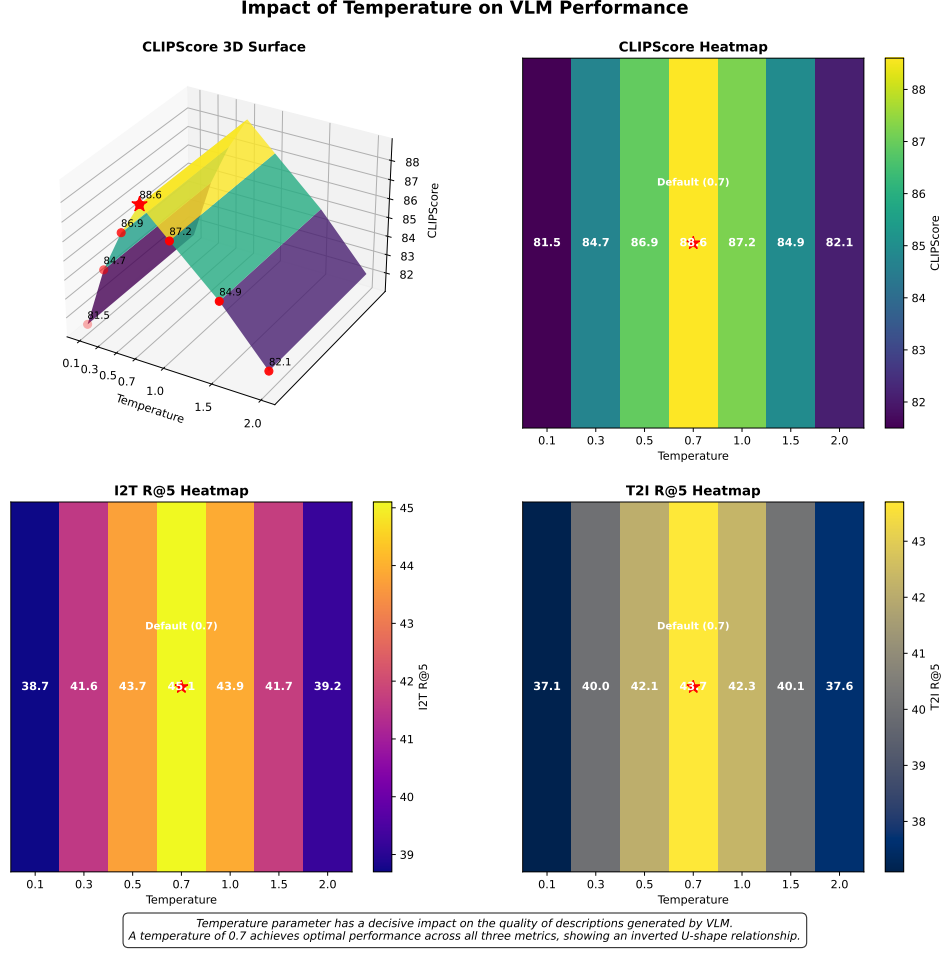 Impact of Temperature on VLM Performance
CLIPScore 3D Surface
88.6
86.9
87.2
84.7
84.9
81.5
82.1
88
87
86
85
84
83
82
CLIPScore
0.1
0.3
0.5
0.7
1.0
1.5
2.0
Temperature
CLIPScore Heatmap
Default (0.7)
81.5 84.7 86.9 88.6 87.2 84.9 82.1
0.1 0.3 0.5 0.7 1.0 1.5 2.0
Temperature
88
87
86
85
84
83
82
CLIPScore
I2T R@5 Heatmap
Default (0.7)
38.7 41.6 43.7 45.1 43.9 41.7 39.2
0.1 0.3 0.5 0.7 1.0 1.5 2.0
Temperature
45
44
43
42
41
40
39
I2T R@5
T2I R@5 Heatmap
Default (0.7)
37.1 40.0 42.1 43.7 42.3 40.1 37.6
0.1 0.3 0.5 0.7 1.0 1.5 2.0
Temperature
43
42
41
40
39
38
T2I R@5
Temperature parameter has a decisive impact on the quality of descriptions generated by VLM.
A temperature of 0.7 achieves optimal performance across all three metrics, showing an inverted U-shape relationship.